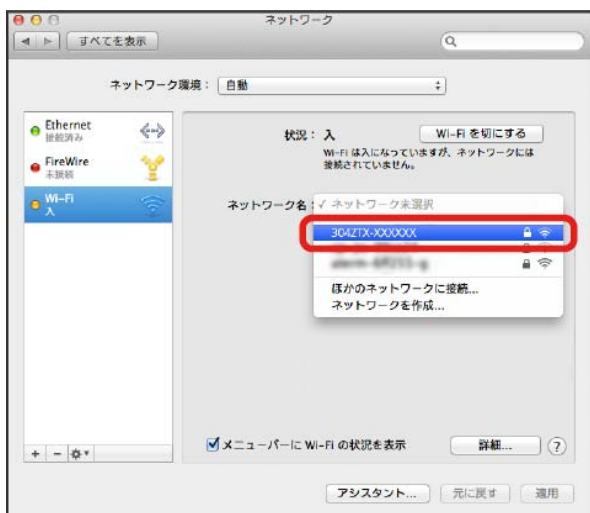 ネットワーク
すべてを表示
ネットワーク環境： 自動
Ethernet
接続済み
FireWire
未接続
Wi-Fi
入
状況： 入
Wi-Fi を切にする
Wi-Fi は入になっていますが、ネットワークには
接続されていません。
ネットワーク名： ✓ ネットワーク未選択
304ZTX-XXXXXX
ほかのネットワークに接続...
ネットワークを作成...
メニューバーに Wi-Fi の状況を表示
詳細...
?
アシスタント...
元に戻す
適用